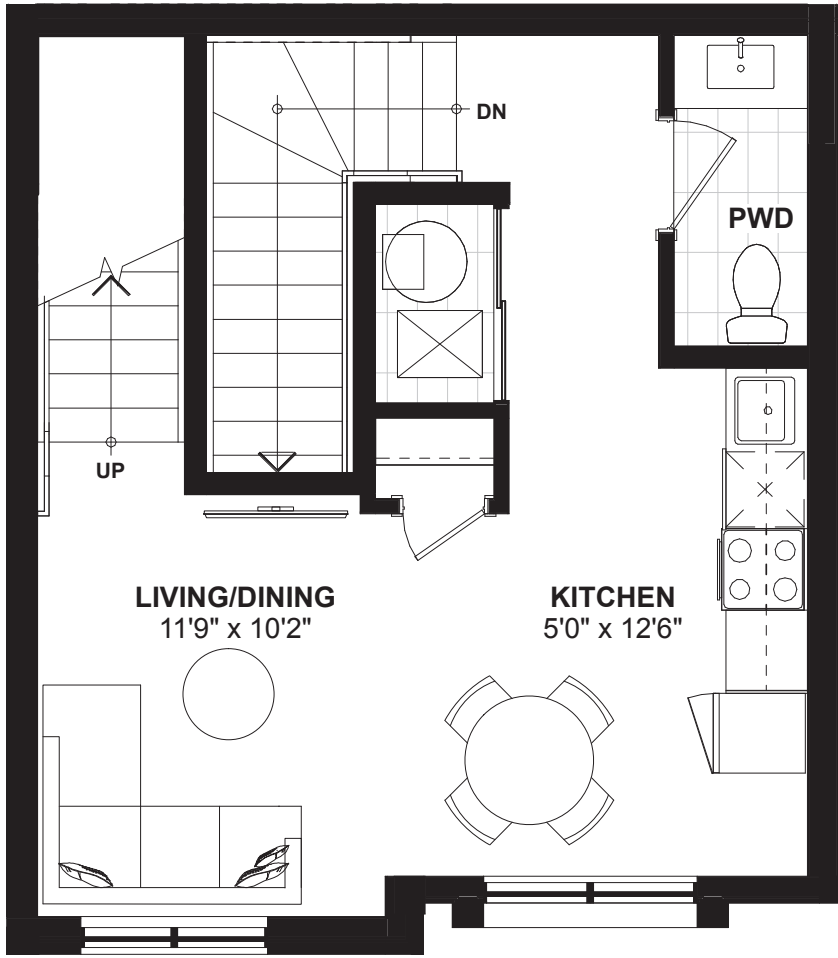 DN
PWD
UP
LIVING/DINING
11'9" x 10'2"
KITCHEN
5'0" x 12'6"